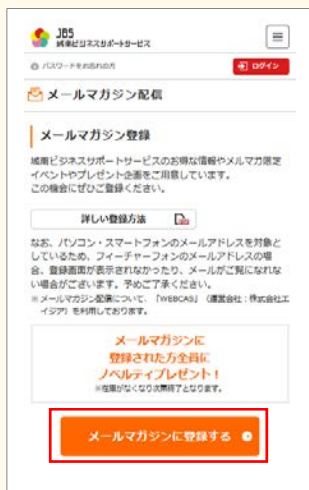 JBS
城南ビジネスサポートサービス
パスワードをお忘れの方
ログイン
メールマガジン配信
メールマガジン登録
城南ビジネスサポートサービスのお得な情報やメルマガ限定
イベントやプレゼント企画をご用意しています。
この機会にぜひご登録ください。
詳しい登録方法
なお、パソコン・スマートフォンのメールアドレスを対象と
しているため、フィーチャーフォンのメールアドレスの場
合、登録画面が表示されなかったり、メールがご覧になれな
い場合がございます。予めご了承ください。
※メールマガジン配信について、「WEBCAS」（運営会社：株式会社エ
イジア）を利用しております。
メールマガジンに
登録された方全員に
ノベルティプレゼント！
※在庫がなくなり次第終了となります。
メールマガジンに登録する